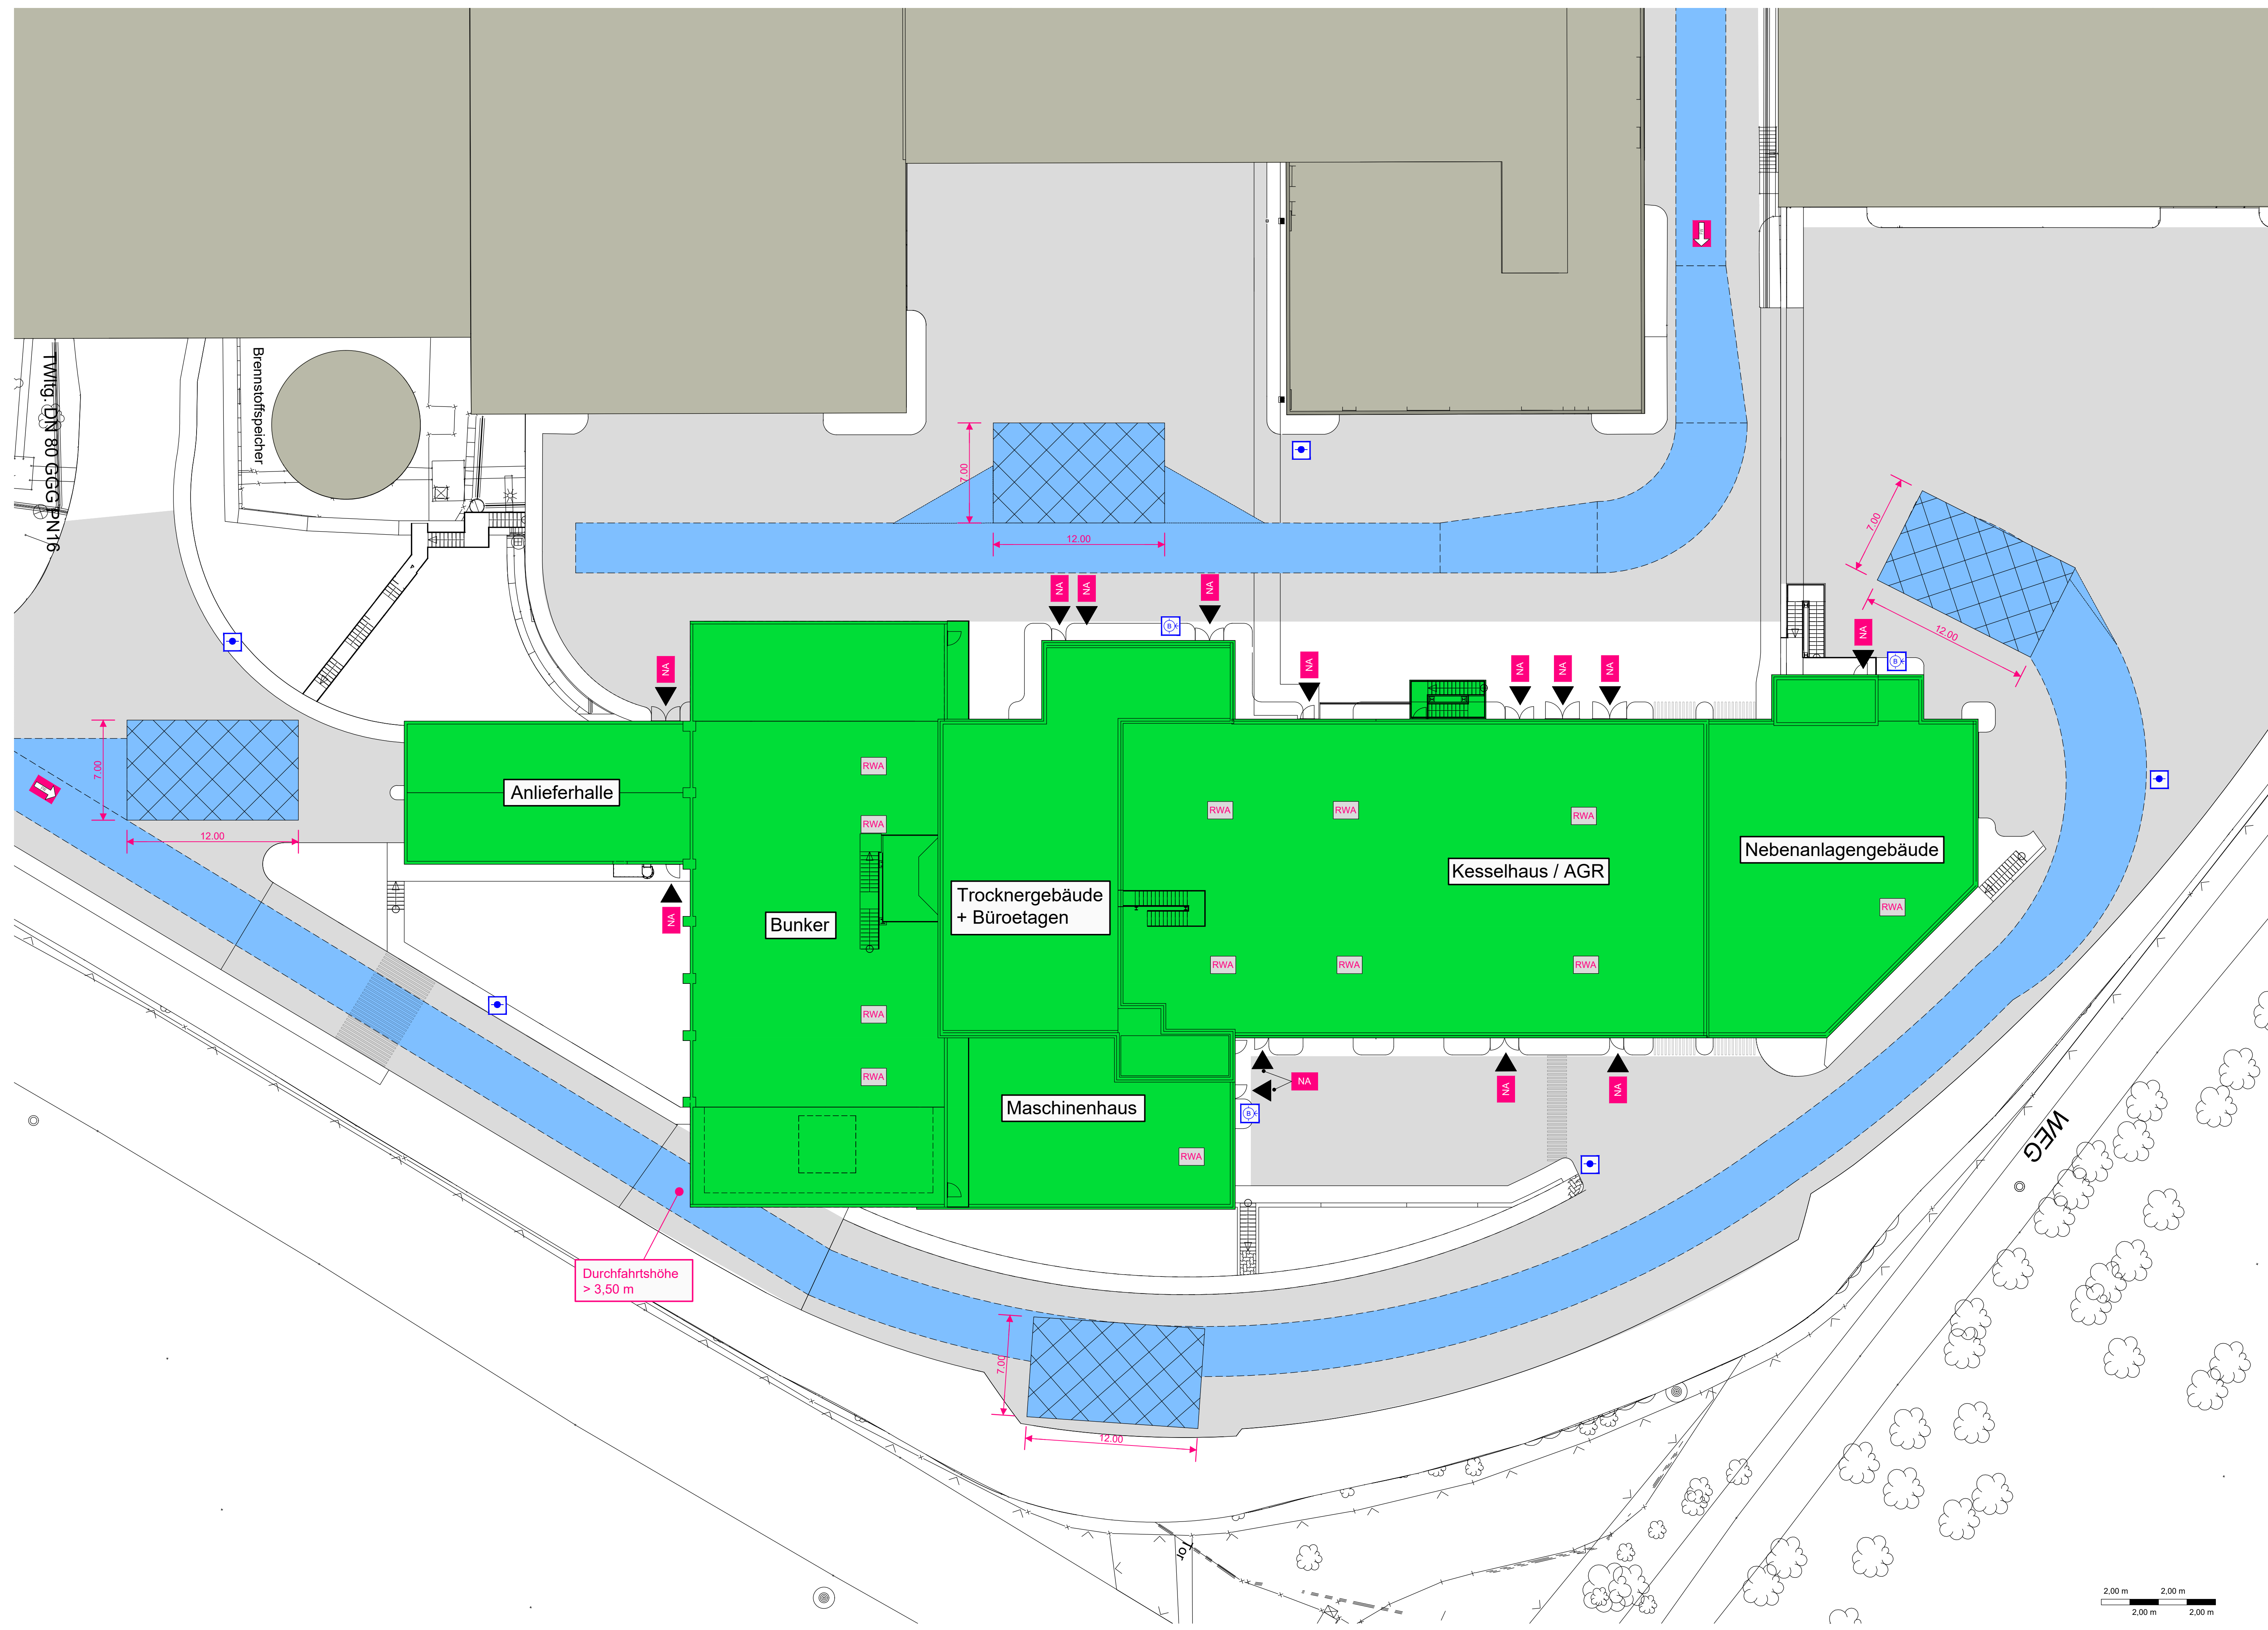 TWltg. DN 80 GGG PN16
Brennstoffspeicher
7.00
12.00
7.00
12.00
NA
NA
NA
NA
NA
NA
NA
NA
NA
B
B
7.00
12.00
Anlieferhalle
NA
RWA
RWA
RWA
RWA
Bunker
Trocknergebäude
+ Büroetagen
RWA
RWA
RWA
RWA
RWA
RWA
Kesselhaus / AGR
Nebenanlagengebäude
RWA
NA
NA
NA
B
Maschinenhaus
RWA
Durchfahrtshöhe
> 3,50 m
7.00
12.00
WEG
Tor
2,00 m
2,00 m
2,00 m
2,00 m